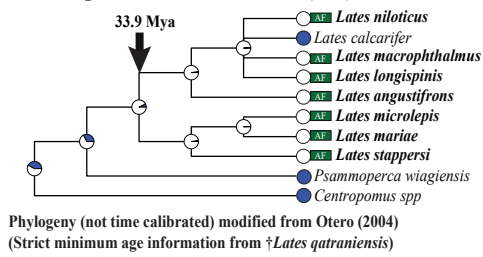 33.9 Mya
AF Lates niloticus
Lates calcarifer
AF Lates macrophthalmus
AF Lates longispinis
AF Lates angustifrons
AF Lates microlepis
AF Lates mariae
AF Lates stappersi
Psammoperca wiagiensis
Centropomus spp
Phylogeny (not time calibrated) modified from Otero (2004)
(Strict minimum age information from †Lates qatraniensis)